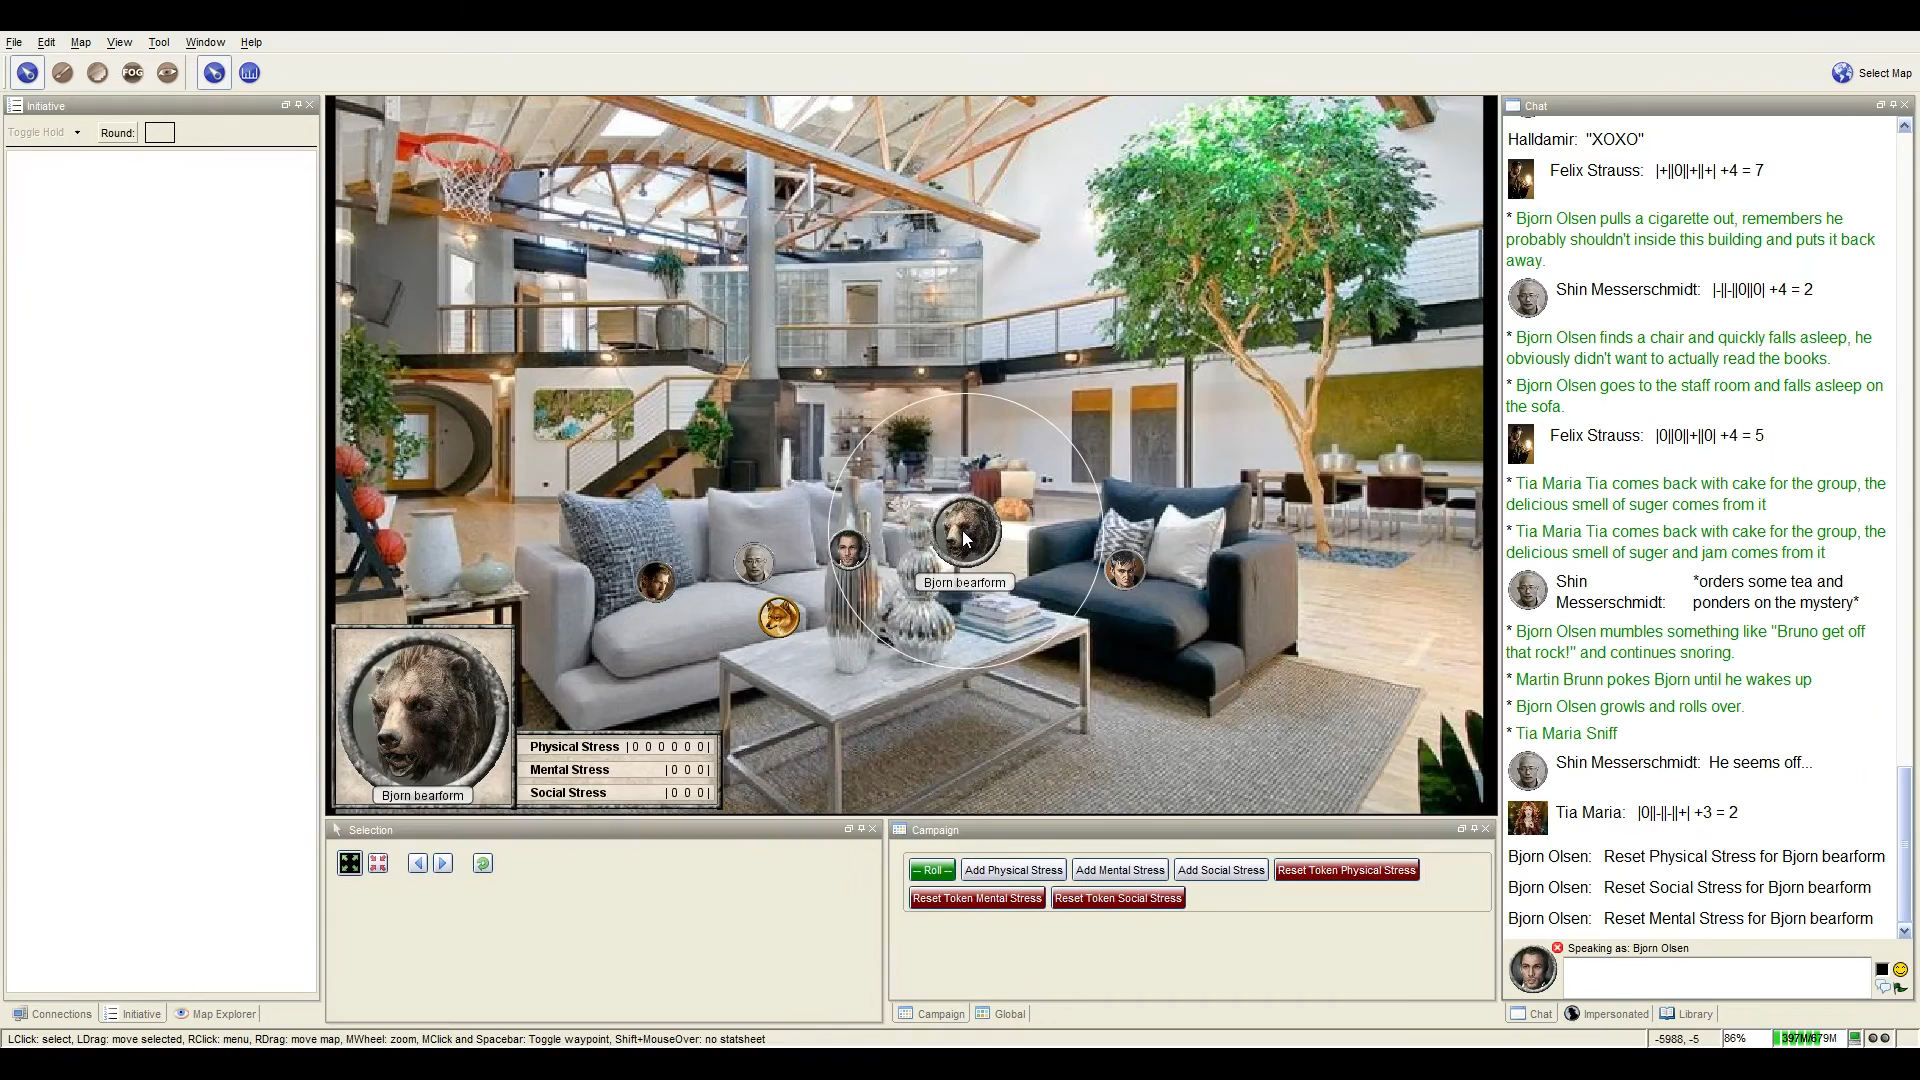 File Edit Map View Tool Window Help
FOG
Select Map
Initiative
Toggle Hold Round:
Chat
Halldamir: "XOXO"
Felix Strauss: |+||0||+||+| +4 = 7
* Bjorn Olsen pulls a cigarette out, remembers he
probably shouldn't inside this building and puts it back
away.
Shin Messerschmidt: |-||-||0||0| +4 = 2
* Bjorn Olsen finds a chair and quickly falls asleep, he
obviously didn't want to actually read the books.
* Bjorn Olsen goes to the staff room and falls asleep on
the sofa.
Felix Strauss: |0||0||+||0| +4 = 5
* Tia Maria Tia comes back with cake for the group, the
delicious smell of suger comes from it
* Tia Maria Tia comes back with cake for the group, the
delicious smell of suger and jam comes from it
Shin Messerschmidt: *orders some tea and
ponders on the mystery*
* Bjorn Olsen mumbles something like "Bruno get off
that rock!" and continues snoring.
* Martin Brunn pokes Bjorn until he wakes up
* Bjorn Olsen growls and rolls over.
* Tia Maria Sniff
Shin Messerschmidt: He seems off...
Tia Maria: |0||-||-||+| +3 = 2
Bjorn Olsen: Reset Physical Stress for Bjorn bearform
Bjorn Olsen: Reset Social Stress for Bjorn bearform
Bjorn Olsen: Reset Mental Stress for Bjorn bearform
Speaking as: Bjorn Olsen
Bjorn bearform
Bjorn bearform
Physical Stress |0 0 0 0 0 0|
Mental Stress |0 0 0|
Social Stress |0 0 0|
Selection
Campaign
-- Roll -- Add Physical Stress Add Mental Stress Add Social Stress Reset Token Physical Stress
Reset Token Mental Stress Reset Token Social Stress
Connections Initiative Map Explorer
Campaign Global
Chat Impersonated Library
LClick: select, LDrag: move selected, RClick: menu, RDrag: move map, MWheel: zoom, MClick and Spacebar: Toggle waypoint, Shift+MouseOver: no statsheet
-5988, -5 86% 397M/679M